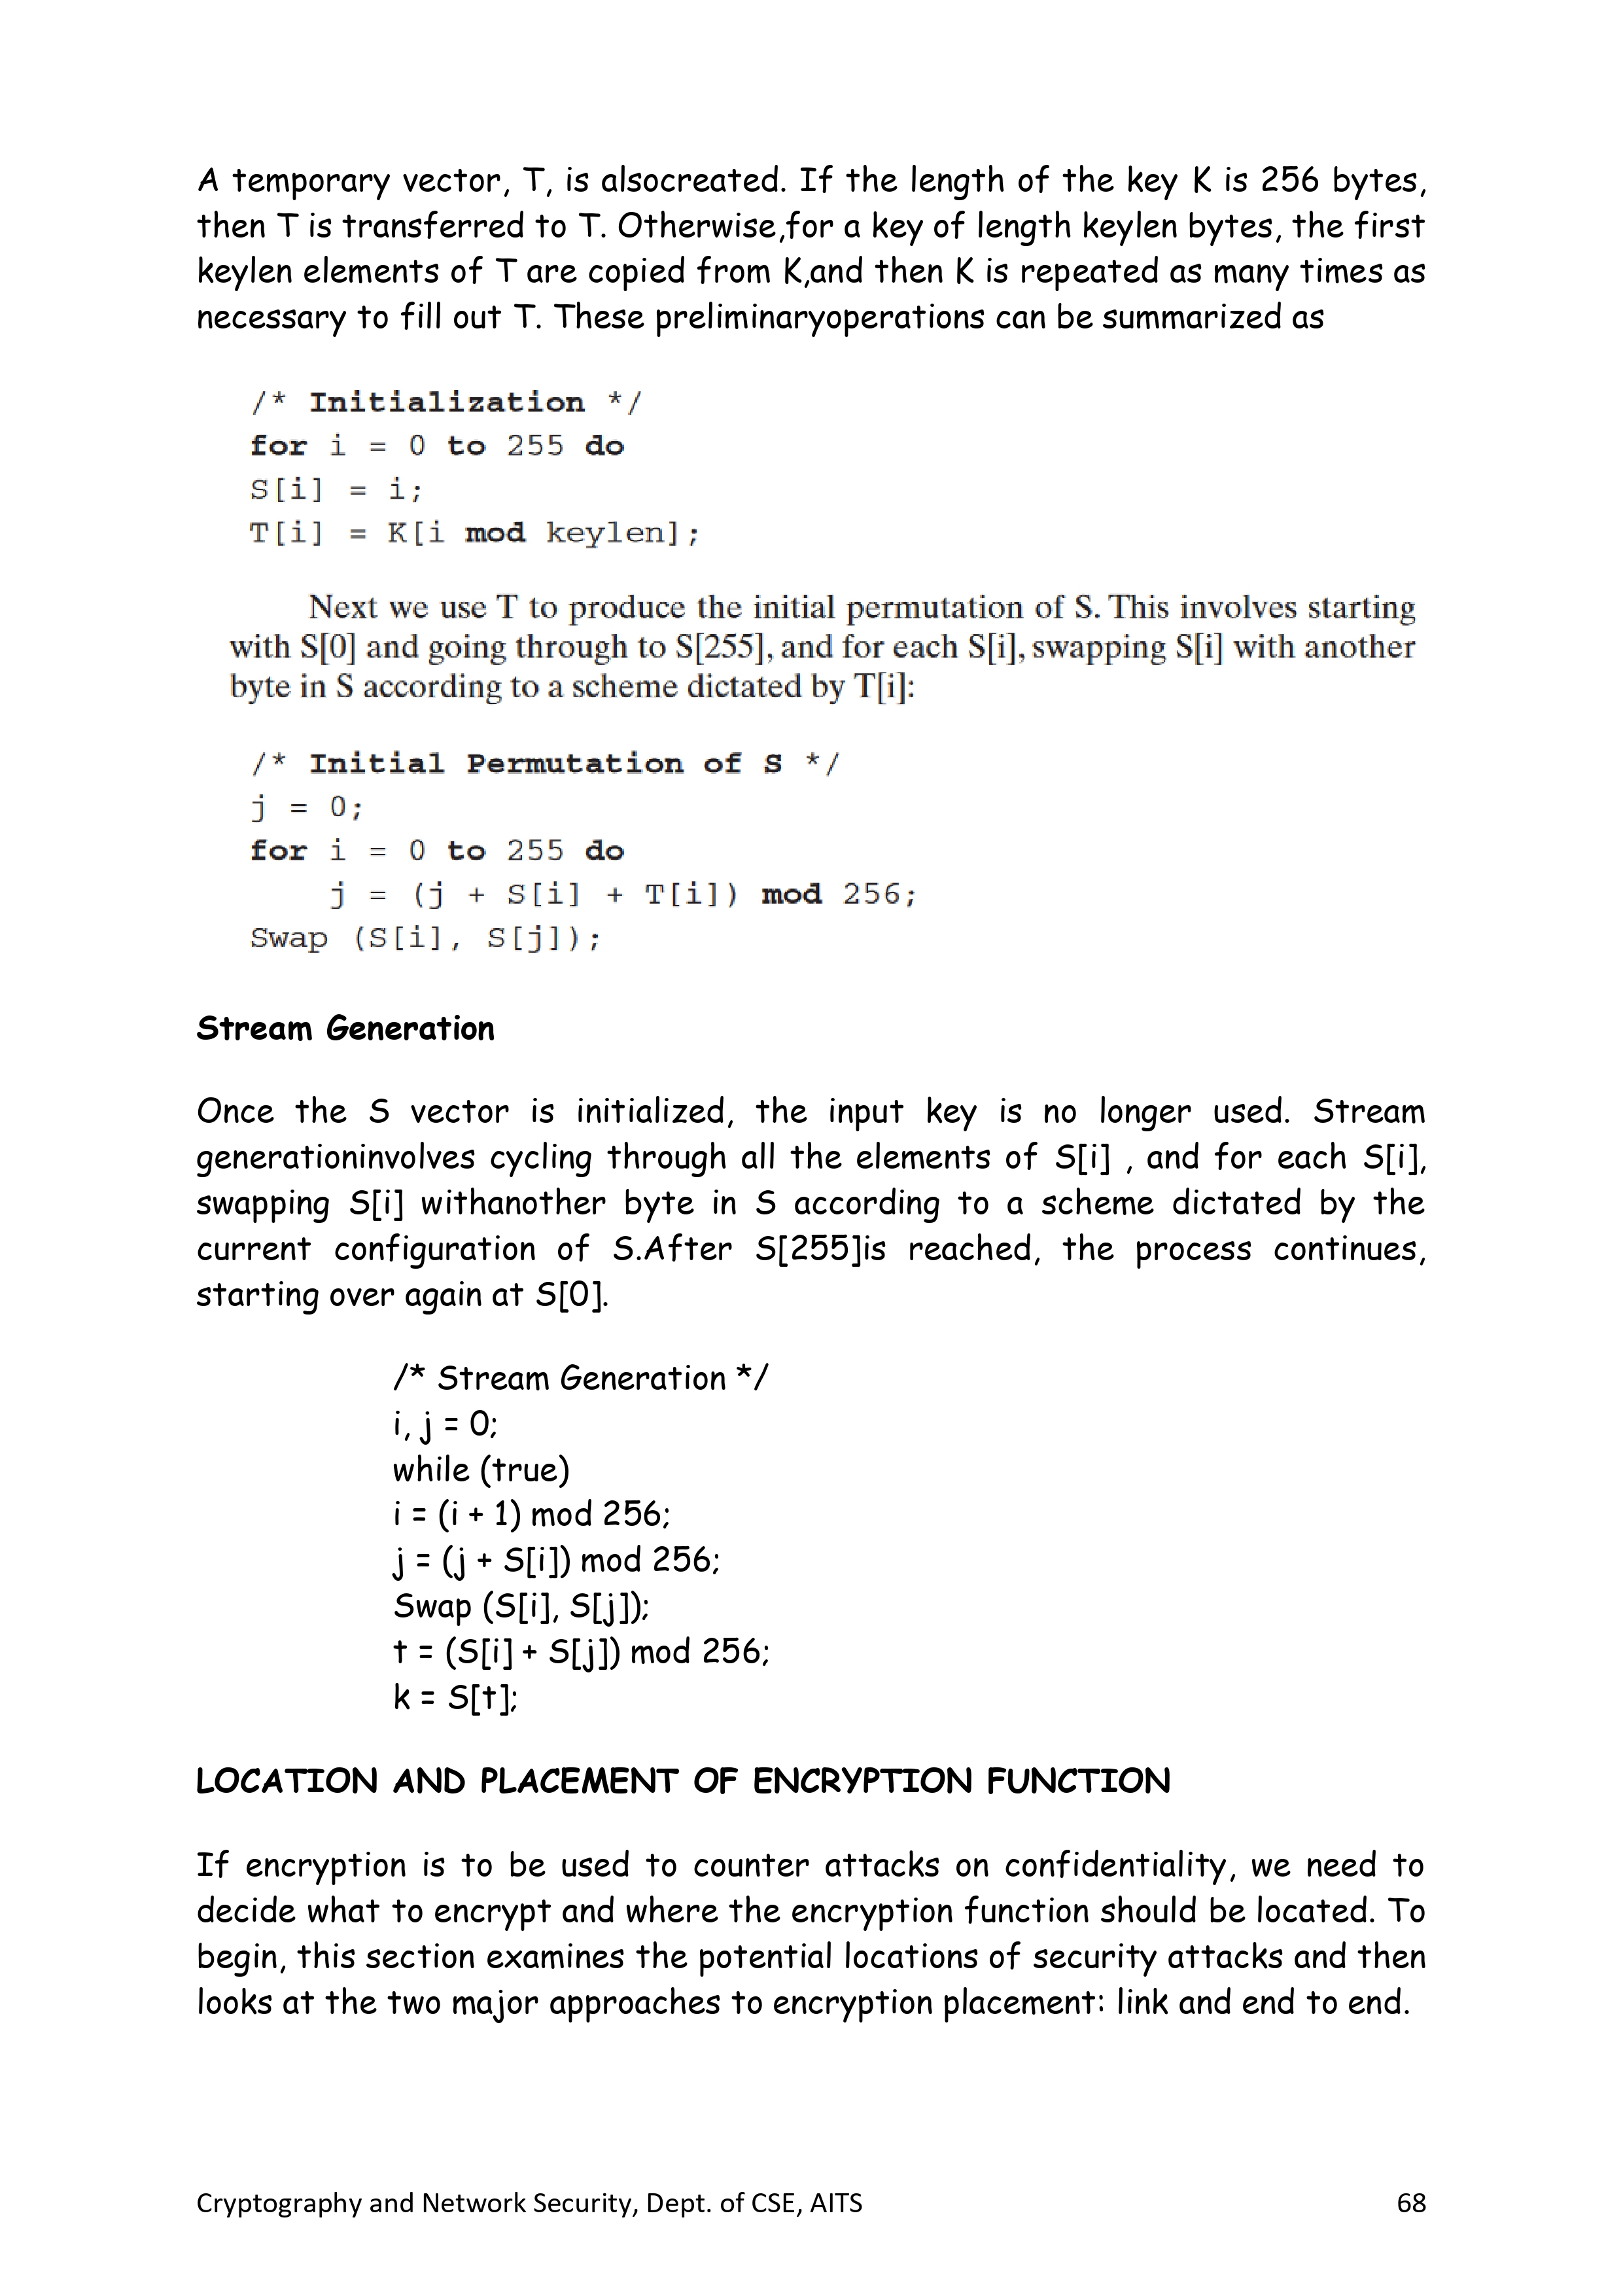 A temporary vector, T, is alsocreated. If the length of the key K is 256 bytes,
then T is transferred to T. Otherwise,for a key of length keylen bytes, the first
keylen elements of T are copied from K,and then K is repeated as many times as
necessary to fill out T. These preliminaryoperations can be summarized as
/* Initialization */
for i = 0 to 255 do
S[i] = i;
T[i] = K[i mod keylen];
Next we use T to produce the initial permutation of S. This involves starting
with S[0] and going through to S[255], and for each S[i], swapping S[i] with another
byte in S according to a scheme dictated by T[i]:
/* Initial Permutation of S */
j = 0;
for i = 0 to 255 do
j = (j + S[i] + T[i]) mod 256;
Swap (S[i], S[j]);
Stream Generation
Once the S vector is initialized, the input key is no longer used. Stream
generationinvolves cycling through all the elements of S[i] , and for each S[i],
swapping S[i] withanother byte in S according to a scheme dictated by the
current configuration of S.After S[255]is reached, the process continues,
starting over again at S[0].
/* Stream Generation */
i, j = 0;
while (true)
i = (i + 1) mod 256;
j = (j + S[i]) mod 256;
Swap (S[i], S[j]);
t = (S[i] + S[j]) mod 256;
k = S[t];
LOCATION AND PLACEMENT OF ENCRYPTION FUNCTION
If encryption is to be used to counter attacks on confidentiality, we need to
decide what to encrypt and where the encryption function should be located. To
begin, this section examines the potential locations of security attacks and then
looks at the two major approaches to encryption placement: link and end to end.
Cryptography and Network Security, Dept. of CSE, AITS 68